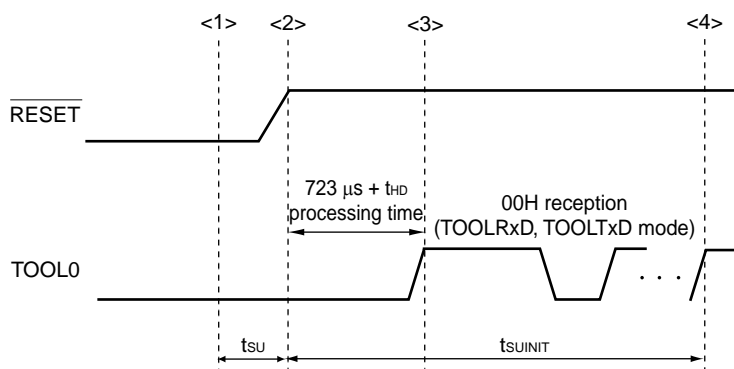 <1> <2> <3> <4>
RESET
723 μs + tHD
processing time
00H reception
(TOOLRxD, TOOLTxD mode)
TOOL0
. . .
tSU tSUINIT